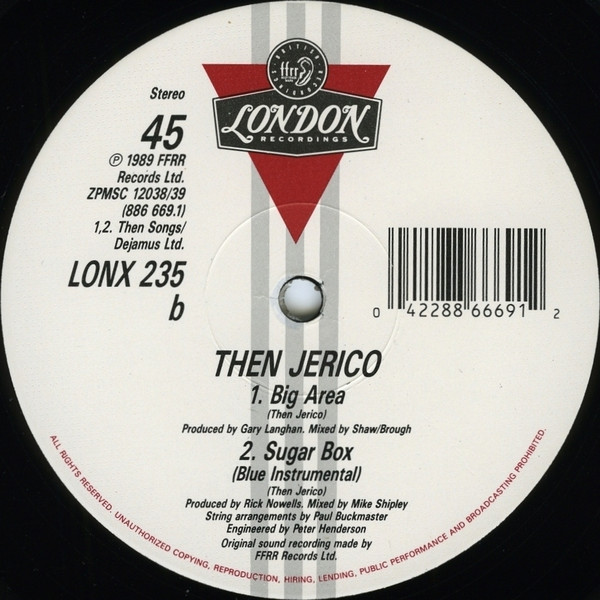 BRITISH RECORDINGS
ffrr
LONDON
RECORDINGS
Stereo
45
℗ 1989 FFRR
Records Ltd.
ZPMSC 12038/39
(886 669.1)
1,2. Then Songs/
Dejamus Ltd.
LONX 235
b
0 42288 66691 2
THEN JERICO
1. Big Area
(Then Jerico)
Produced by Gary Langhan. Mixed by Shaw/Brough
2. Sugar Box
(Blue Instrumental)
(Then Jerico)
Produced by Rick Nowells. Mixed by Mike Shipley
String arrangements by Paul Buckmaster
Engineered by Peter Henderson
Original sound recording made by
FFRR Records Ltd.
ALL RIGHTS RESERVED. UNAUTHORIZED COPYING, REPRODUCTION, HIRING, LENDING, PUBLIC PERFORMANCE AND BROADCASTING PROHIBITED.